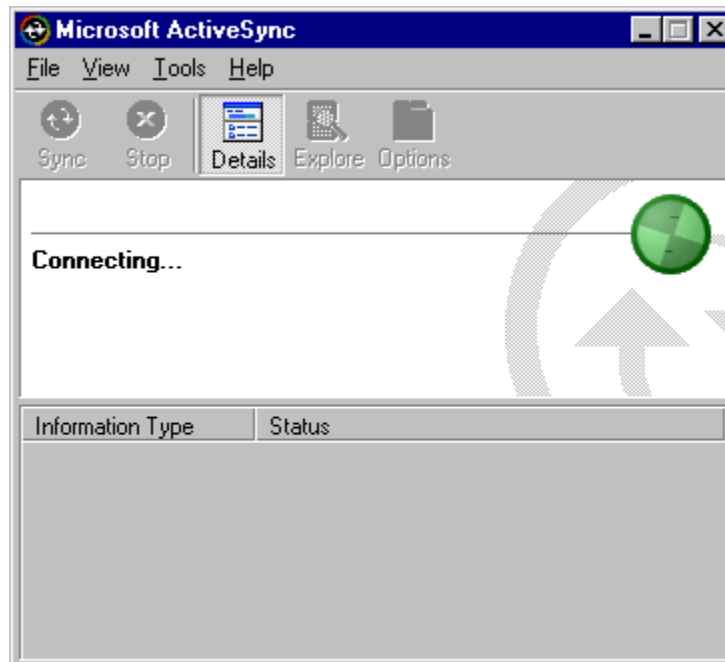 Microsoft ActiveSync
File View Tools Help
Sync Stop Details Explore Options
Connecting...
Information Type Status